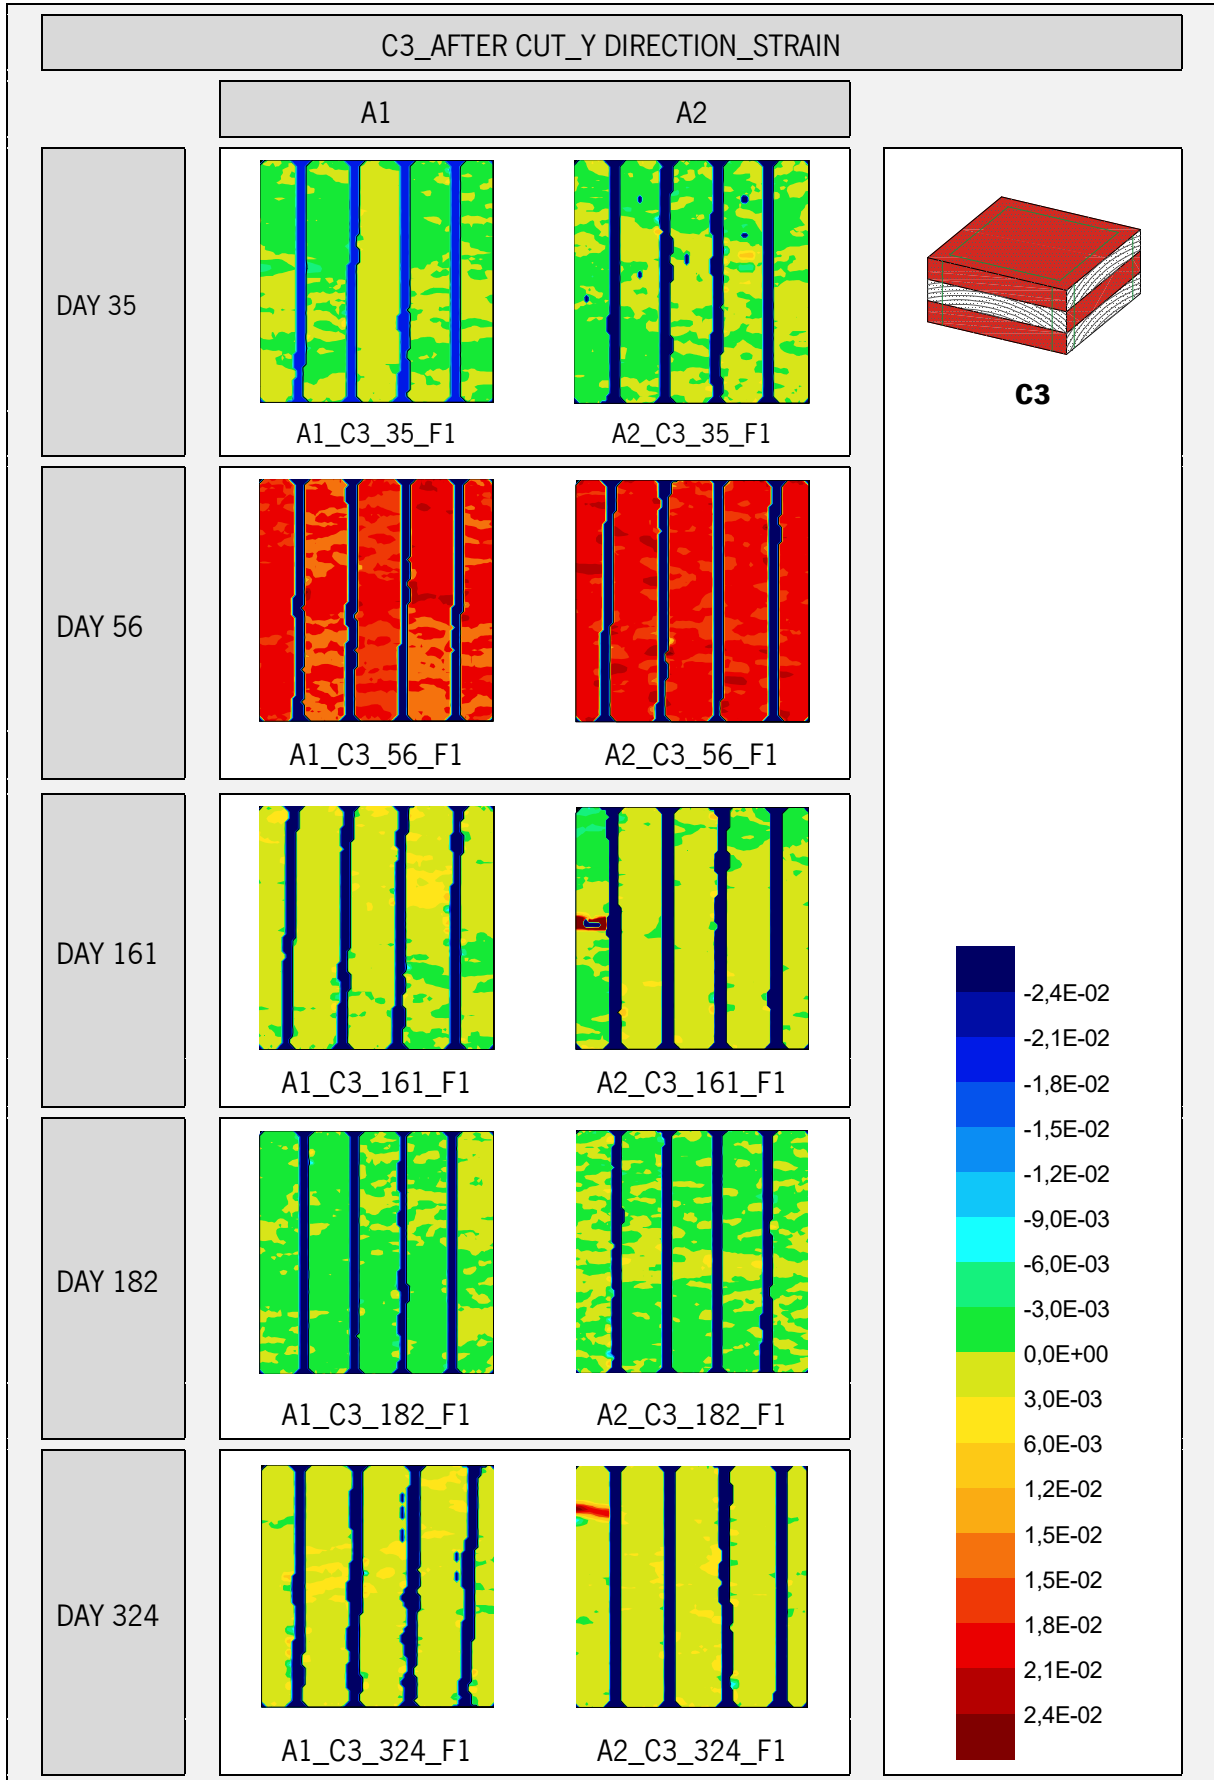 C3_AFTER CUT_Y DIRECTION_STRAIN
A1 A2
DAY 35
A1_C3_35_F1 A2_C3_35_F1
C3
DAY 56
A1_C3_56_F1 A2_C3_56_F1
DAY 161
A1_C3_161_F1 A2_C3_161_F1
DAY 182
A1_C3_182_F1 A2_C3_182_F1
DAY 324
A1_C3_324_F1 A2_C3_324_F1
-2,4E-02
-2,1E-02
-1,8E-02
-1,5E-02
-1,2E-02
-9,0E-03
-6,0E-03
-3,0E-03
0,0E+00
3,0E-03
6,0E-03
1,2E-02
1,5E-02
1,5E-02
1,8E-02
2,1E-02
2,4E-02